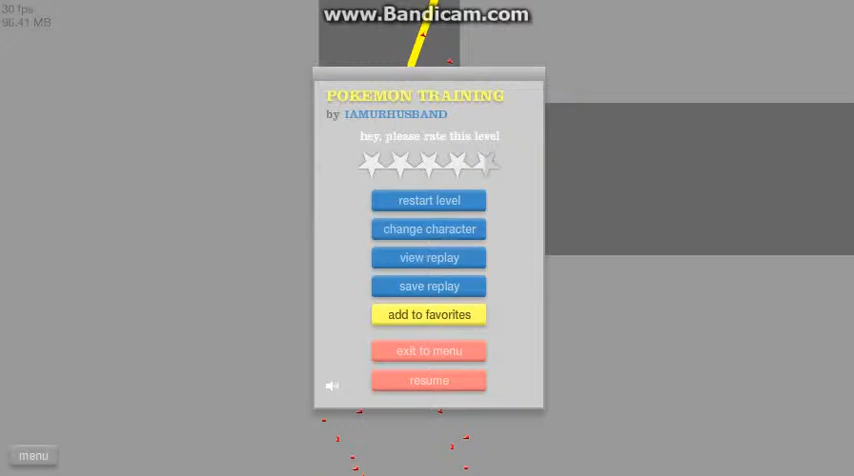 30 fps
96.41 MB
www.Bandicam.com
POKEMON TRAINING
by IAMURHUSBAND
hey, please rate this level
restart level
change character
view replay
save replay
add to favorites
exit to menu
resume
menu